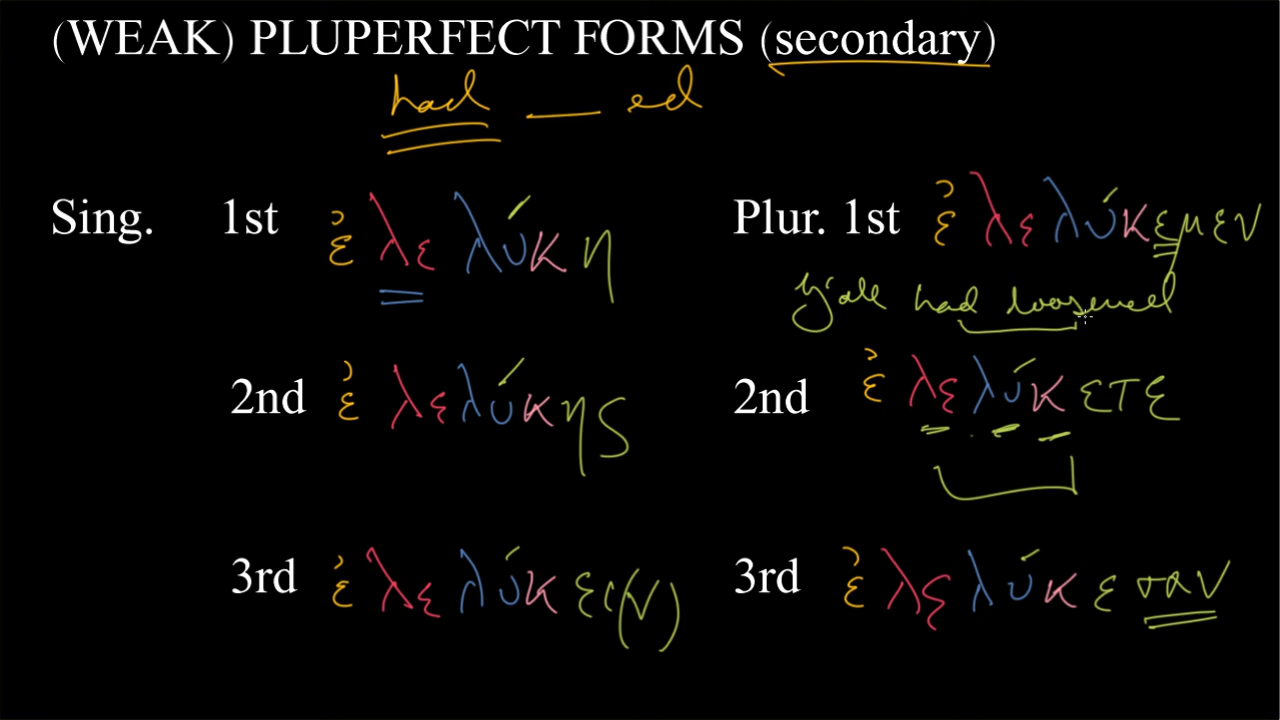 (WEAK) PLUPERFECT FORMS (secondary)
had ___ ed
Sing. 1st ἐλελύκη
Plur. 1st ἐλελύκεμεν
y'all had loosened
2nd ἐλελύκης
2nd ἐλελύκετε
3rd ἐλελύκει(ν)
3rd ἐλελύκεσαν